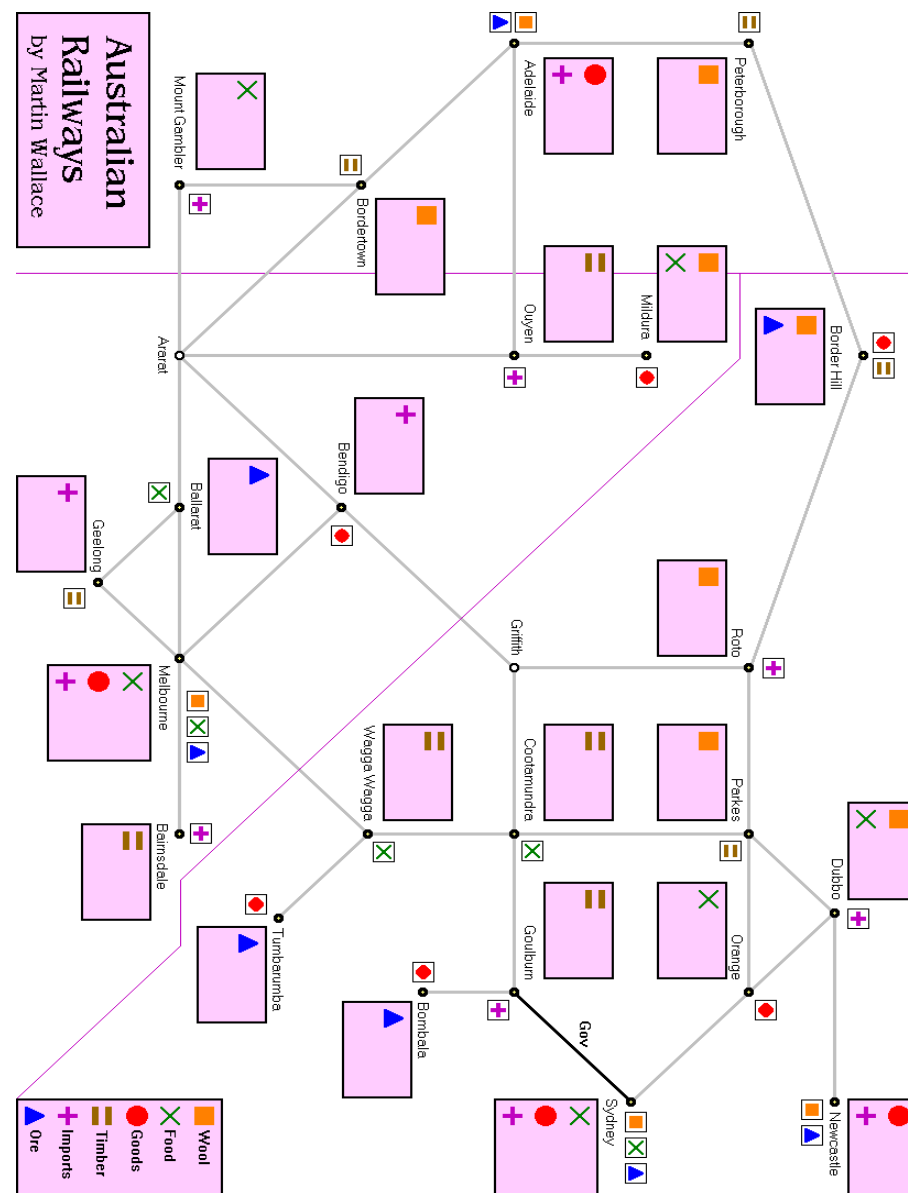 Australian
Railways
by Martin Wallace
Mount Gambler
Adelaide
Peterborough
Bordertown
Ouyen
Mildura
Border Hill
Ararat
Bendigo
Ballarat
Geelong
Melbourne
Bairnsdale
Griffith
Roto
Wagga Wagga
Cootamundra
Parkes
Dubbo
Tumbarumba
Bombala
Goulburn
Orange
Gov
Sydney
Newcastle
Wool
Food
Goods
Timber
Imports
Ore